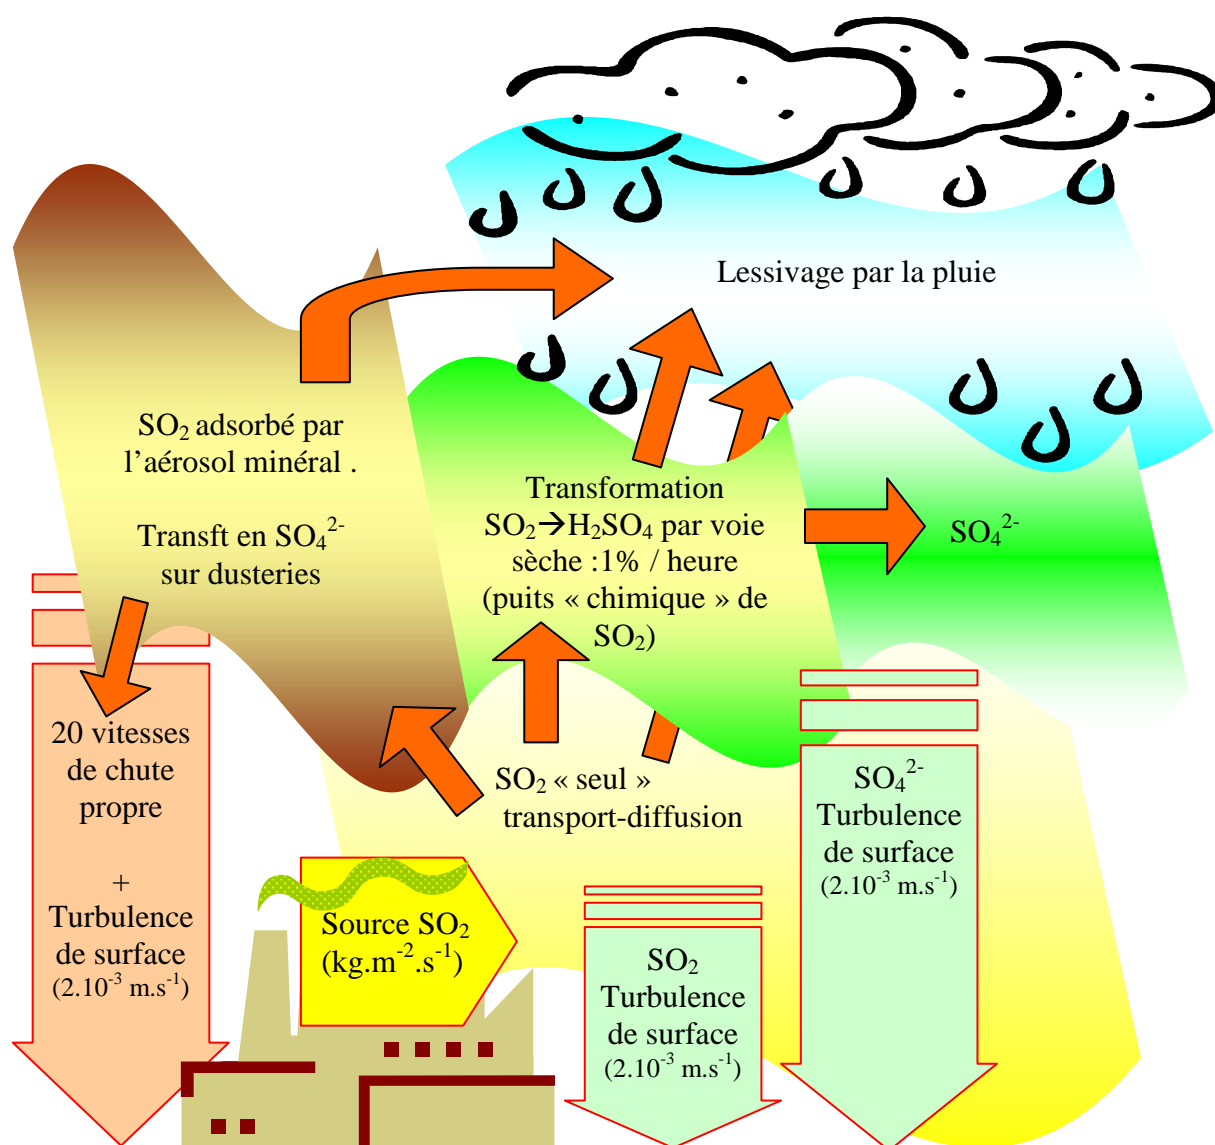 Lessivage par la pluie
SO₂ adsorbé par
l’aérosol minéral .
Transft en SO₄²⁻
sur dusteries
Transformation
SO₂→H₂SO₄ par voie
sèche :1% / heure
(puits « chimique » de
SO₂)
SO₄²⁻
20 vitesses
de chute
propre
+
Turbulence
de surface
(2.10⁻³ m.s⁻¹)
SO₂ « seul »
transport-diffusion
SO₄²⁻
Turbulence
de surface
(2.10⁻³ m.s⁻¹)
Source SO₂
(kg.m⁻².s⁻¹)
SO₂
Turbulence
de surface
(2.10⁻³ m.s⁻¹)